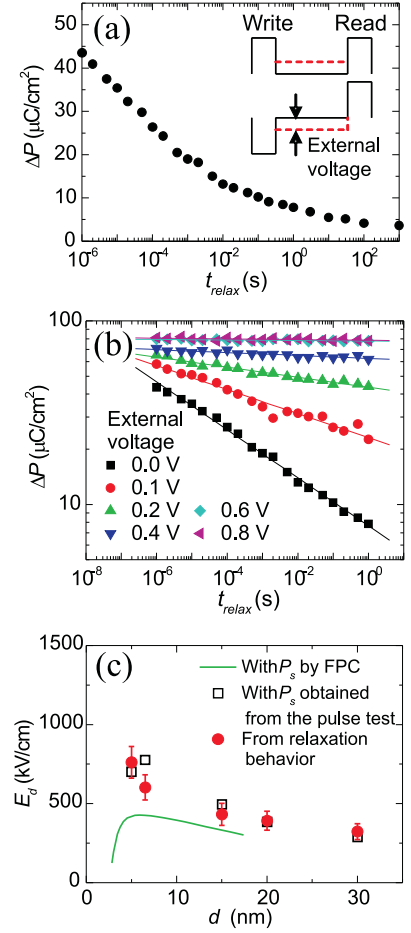 (a)
Write Read
External
voltage
50
40
30
20
10
0
ΔP (μC/cm²)
10⁻⁶ 10⁻⁴ 10⁻² 10⁰ 10² 
t_relax (s)
(b)
100
10
ΔP (μC/cm²)
External
voltage
0.0 V
0.1 V
0.2 V 0.6 V
0.4 V 0.8 V
10⁻⁸ 10⁻⁶ 10⁻⁴ 10⁻² 10⁰ 10²
t_relax (s)
(c)
With P_s by FPC
With P_s obtained
from the pulse test
From relaxation
behavior
1500
1000
500
0
E_d (kV/cm)
0 10 20 30
d (nm)